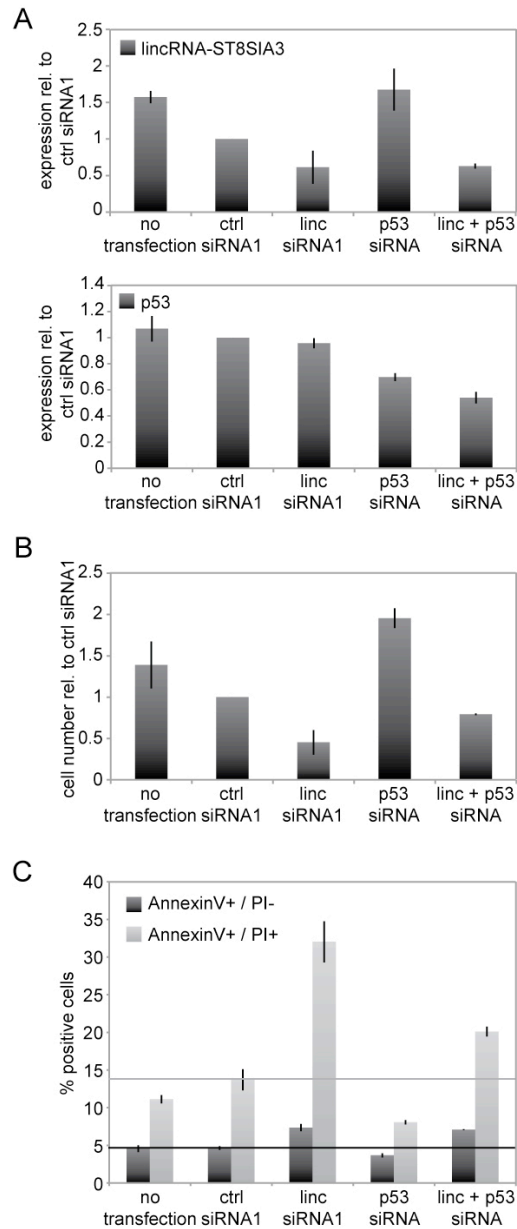 A
lincRNA-ST8SIA3
expression rel. to
ctrl siRNA1
2
1.5
1
0.5
0
no
transfection
ctrl
siRNA1
linc
siRNA1
p53
siRNA
linc + p53
siRNA
p53
expression rel. to
ctrl siRNA1
1.4
1.2
1
0.8
0.6
0.4
0.2
0
no
transfection
ctrl
siRNA1
linc
siRNA1
p53
siRNA
linc + p53
siRNA
B
cell number rel. to ctrl siRNA1
2.5
2
1.5
1
0.5
0
no
transfection
ctrl
siRNA1
linc
siRNA1
p53
siRNA
linc + p53
siRNA
C
AnnexinV+ / PI-
AnnexinV+ / PI+
% positive cells
40
35
30
25
20
15
10
5
0
no
transfection
ctrl
siRNA1
linc
siRNA1
p53
siRNA
linc + p53
siRNA